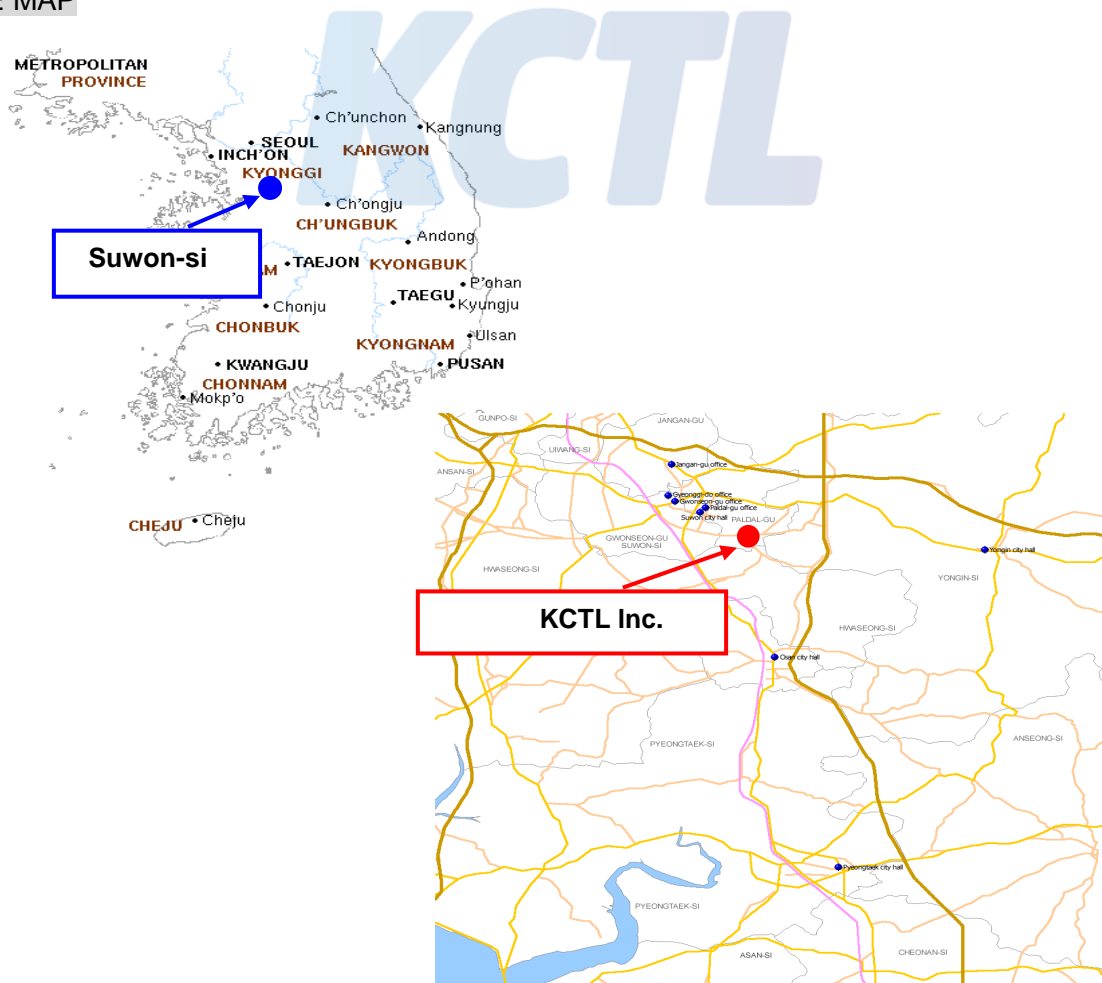 E MAP
KCTL
METROPOLITAN
PROVINCE
Ch'unchon
Kangnung
SEOUL
INCH'ON
KANGWON
KYONGGI
Ch'ongju
CH'UNGBUK
Andong
Suwon-si
AM
TAEJON
KYONGBUK
P'ohan
TAEGU
Kyungju
Chonju
CHONBUK
Ulsan
KYONGNAM
KWANGJU
PUSAN
CHONNAM
Mokp'o
CHEJU
Cheju
GUNPO-SI
JANGAN-GU
UIWANG-SI
ANSAN-SI
Jangan-gu office
Gyeonggi-do office
Gwonseon-gu office
Paldal-gu office
Suwon city hall
PALDAL-GU
GWONSEON-GU
SUWON-SI
Yongin city hall
HWASEONG-SI
YONGIN-SI
KCTL Inc.
HWASEONG-SI
Osan city hall
PYEONGTAEK-SI
ANSEONG-SI
Pyeongtaek city hall
PYEONGTAEK-SI
ASAN-SI
CHEONAN-SI